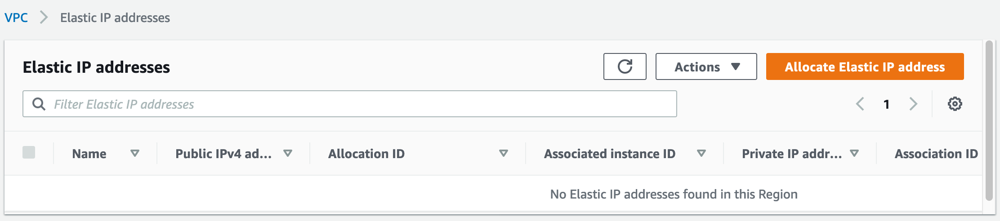 VPC Elastic IP addresses
Elastic IP addresses Actions Allocate Elastic IP address
Filter Elastic IP addresses 1
Name Public IPv4 ad... Allocation ID Associated instance ID Private IP addr... Association ID
No Elastic IP addresses found in this Region